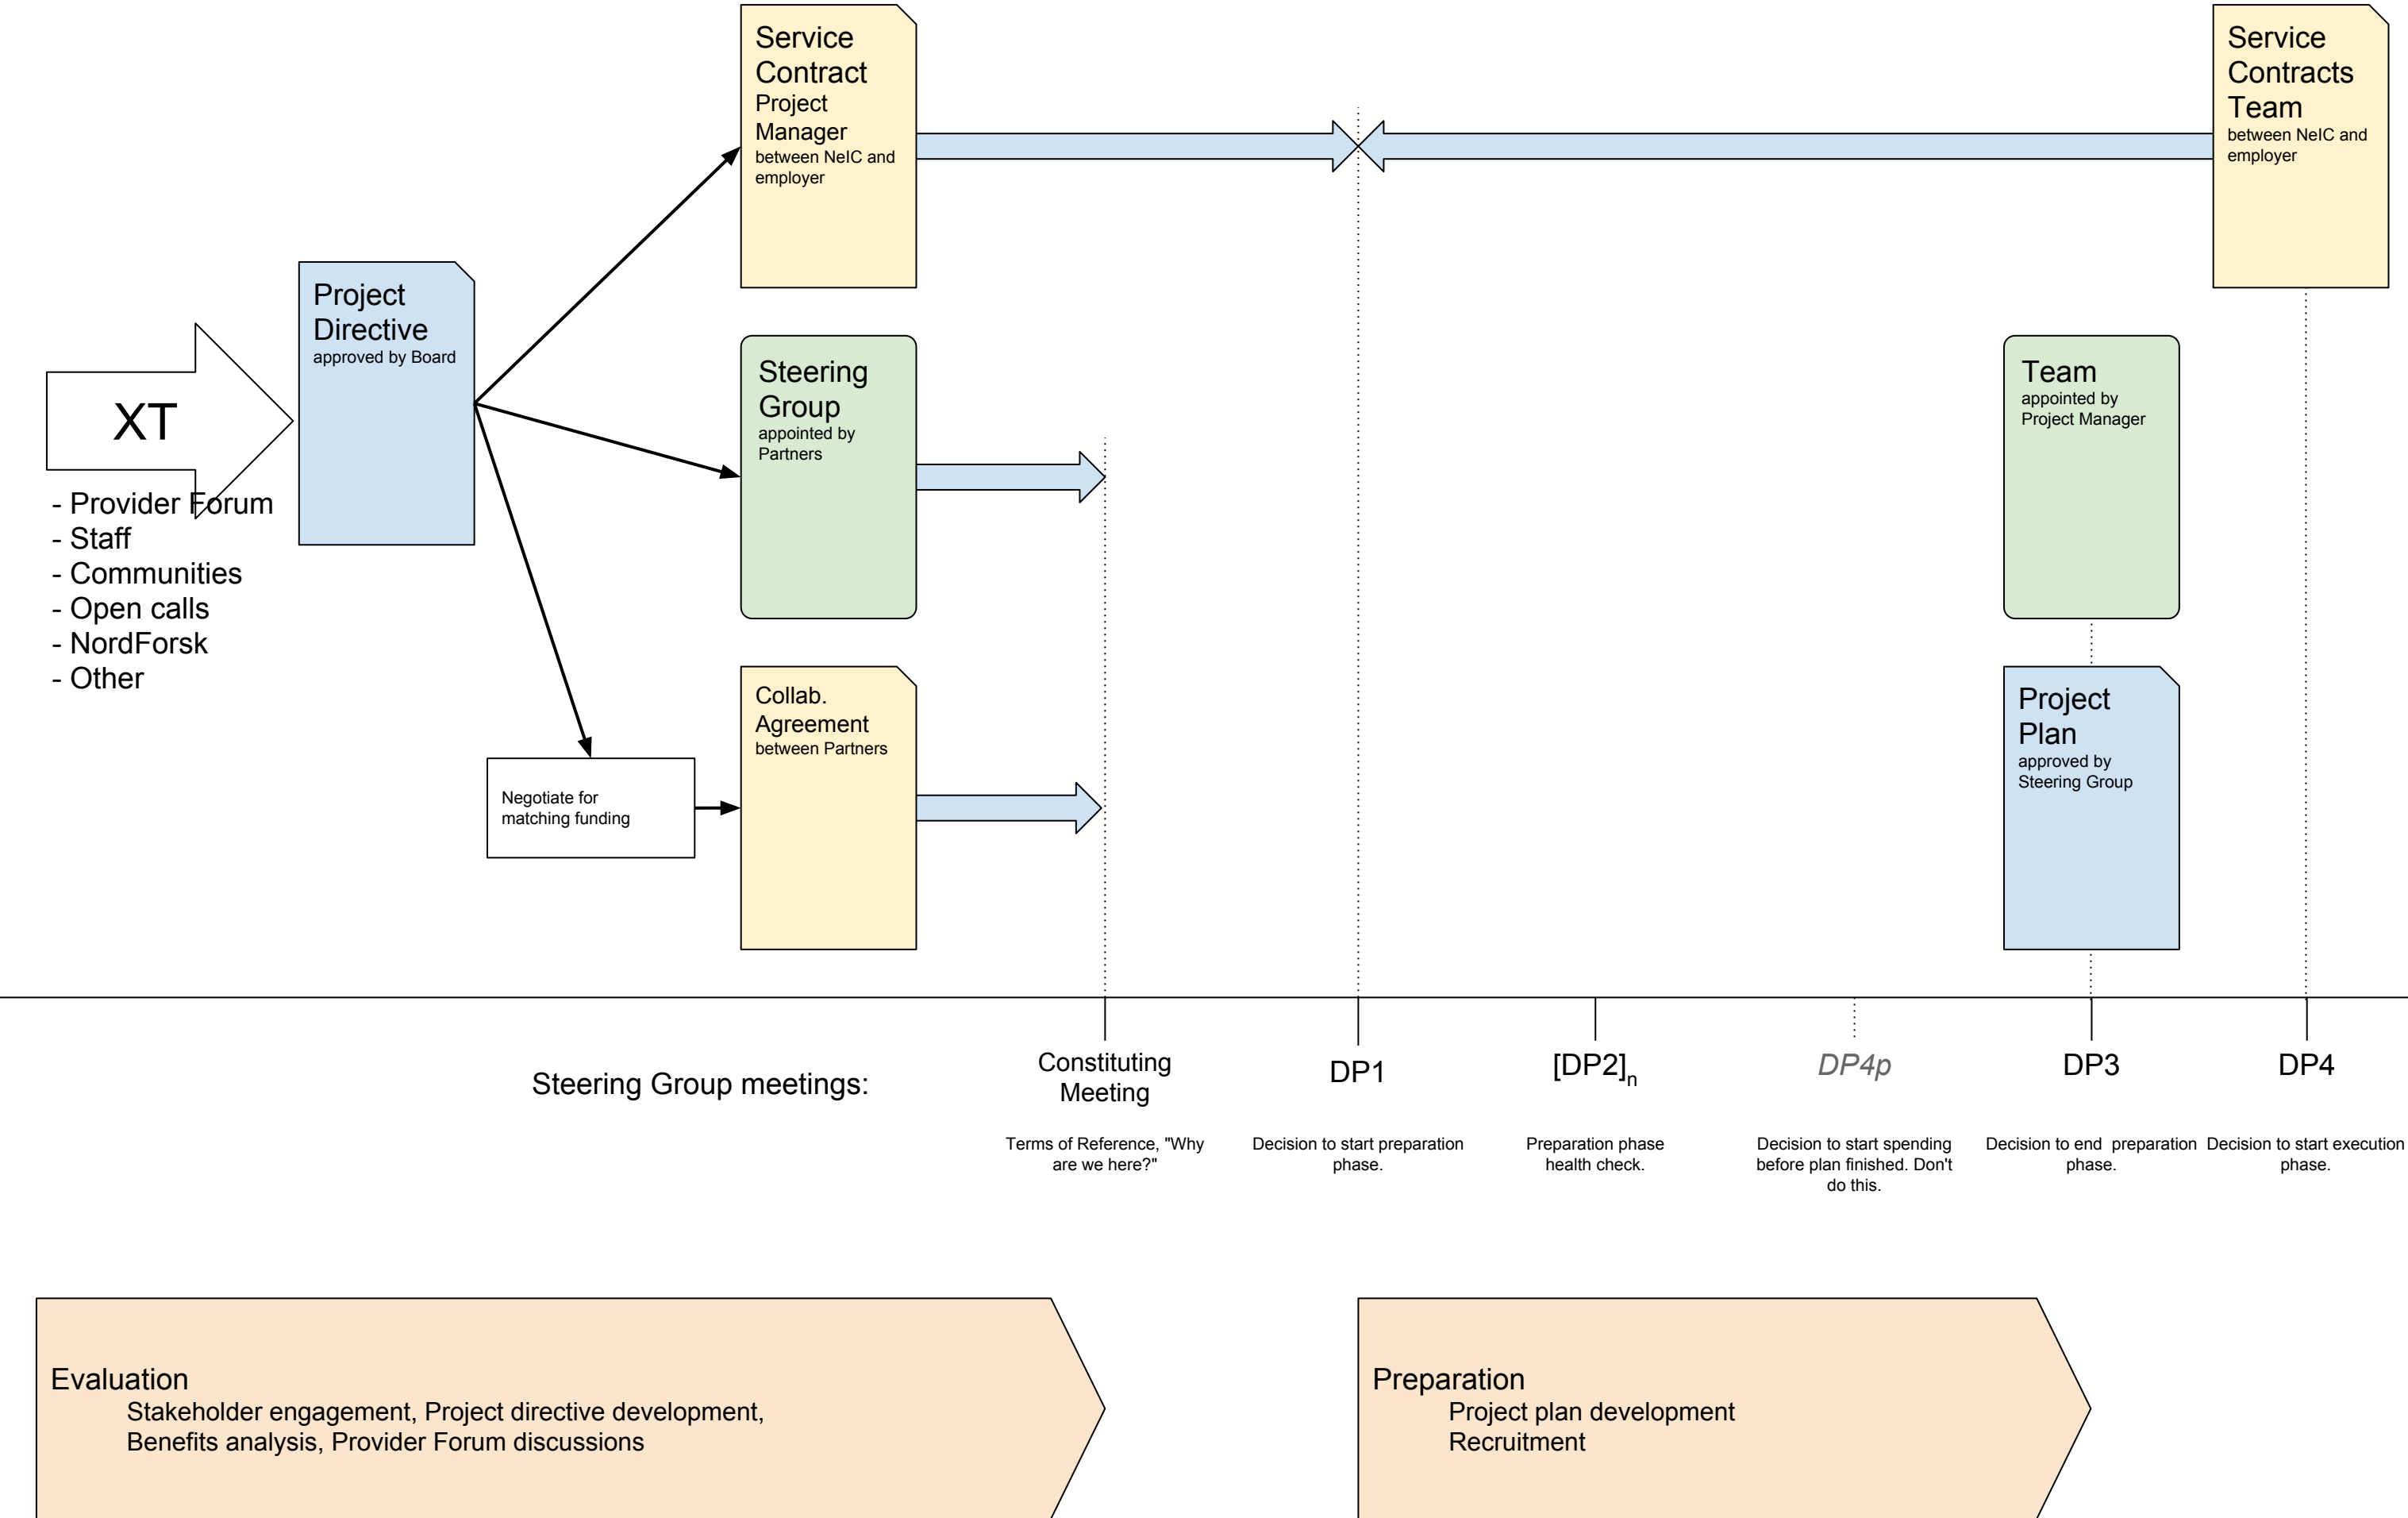 Service
Contract
Project
Manager
between NeIC and
employer
Service
Contracts
Team
between NeIC and
employer
Project
Directive
approved by Board
XT
- Provider Forum
- Staff
- Communities
- Open calls
- NordForsk
- Other
Steering
Group
appointed by
Partners
Team
appointed by
Project Manager
Negotiate for
matching funding
Collab.
Agreement
between Partners
Project
Plan
approved by
Steering Group
Steering Group meetings:
Constituting
Meeting
Terms of Reference, "Why
are we here?"
DP1
Decision to start preparation
phase.
[DP2]n
Preparation phase
health check.
DP4p
Decision to start spending
before plan finished. Don't
do this.
DP3
Decision to end  preparation
phase.
DP4
Decision to start execution
phase.
Evaluation
Stakeholder engagement, Project directive development,
Benefits analysis, Provider Forum discussions
Preparation
Project plan development
Recruitment